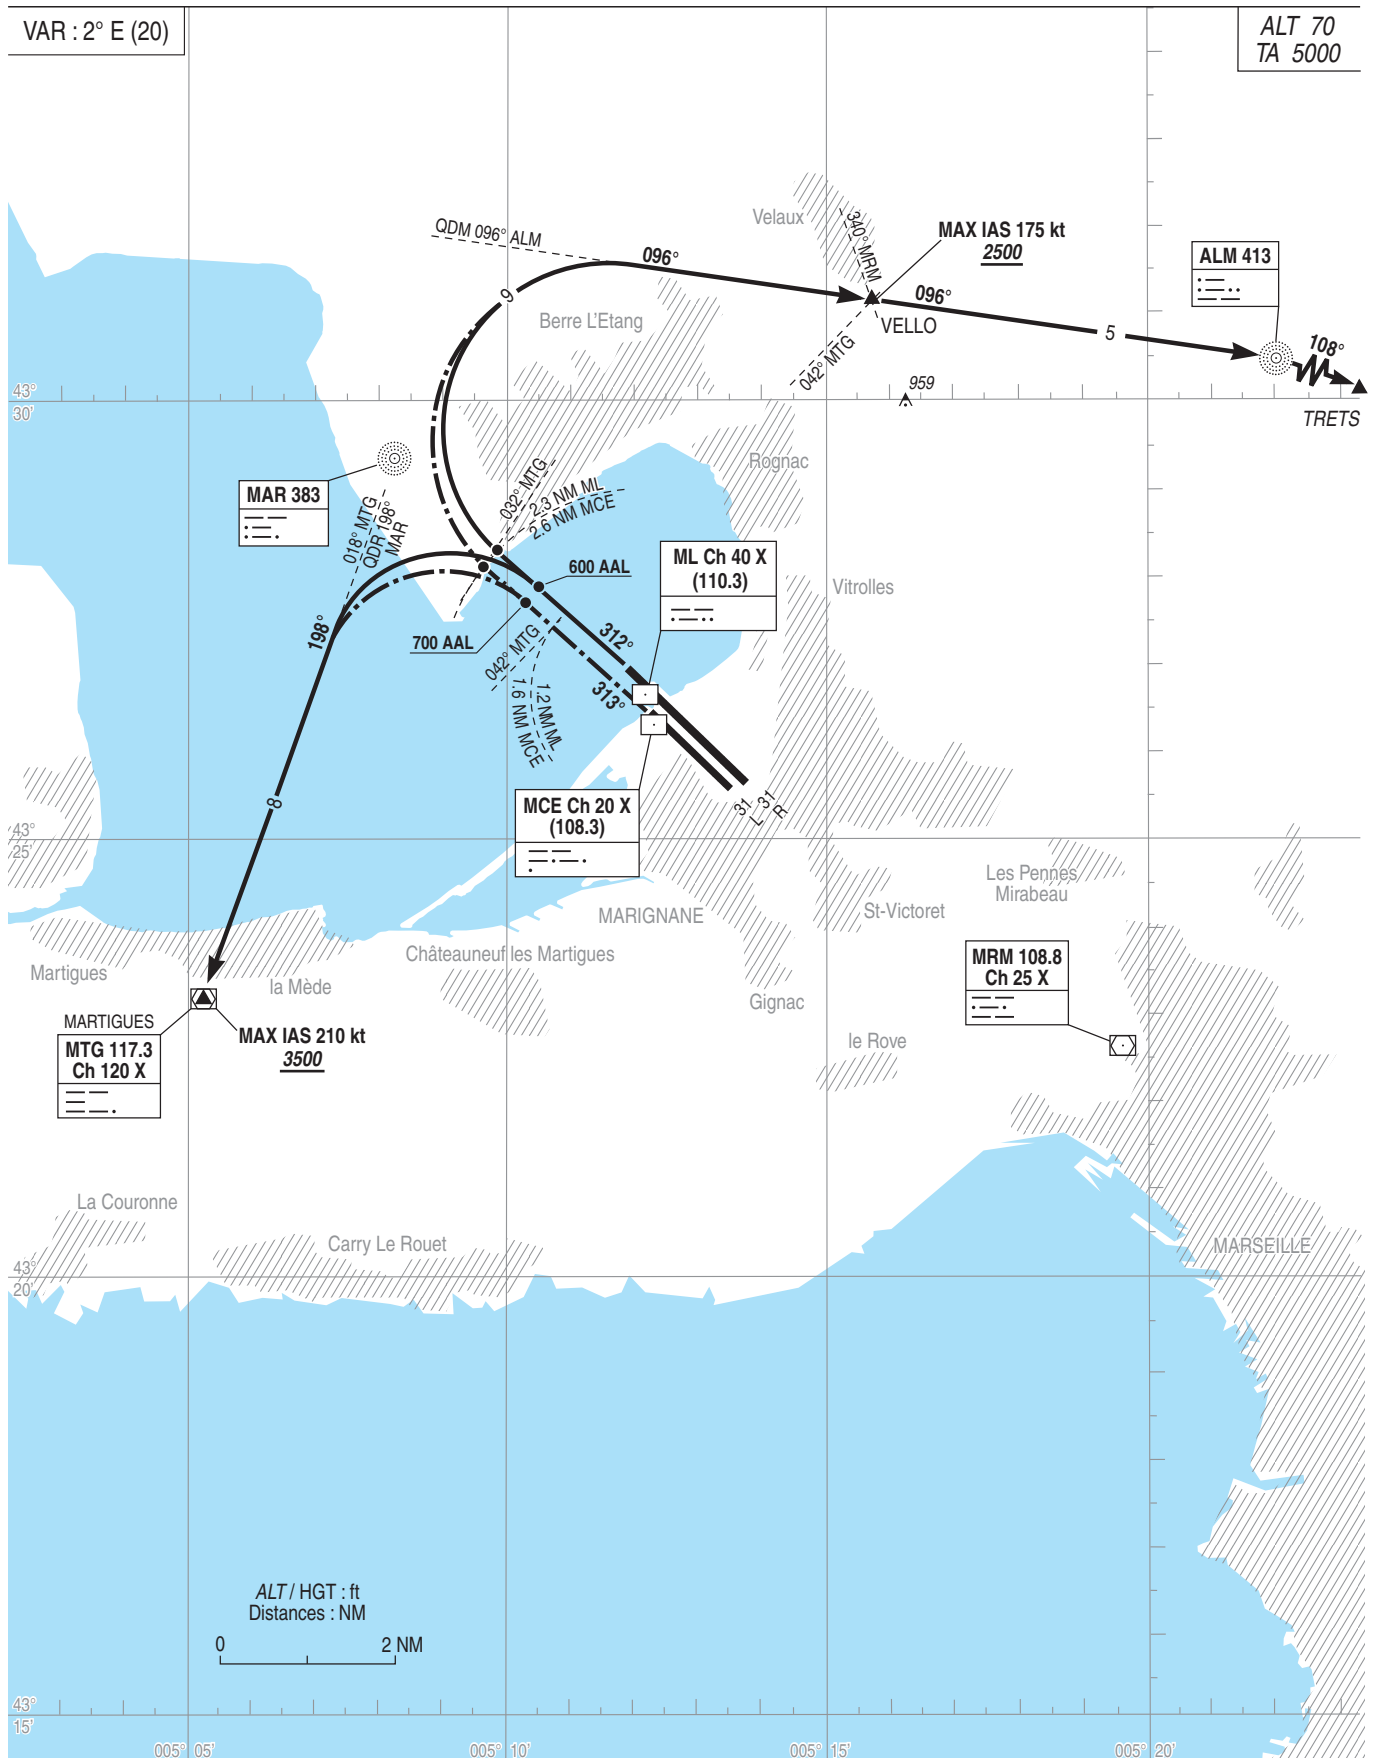 VAR : 2° E (20)
ALT 70
TA 5000
Velaux
340° MRM
MAX IAS 175 kt
2500
ALM 413
QDM 096° ALM
096°
096°
9
5
108°
VELLO
Berre L'Etang
042° MTG
959
TRETS
43°
30'
Rognac
MAR 383
032° MTG
2.3 NM ML
2.6 NM MCE
018° MTG
QDR 198°
MAR
600 AAL
ML Ch 40 X
(110.3)
Vitrolles
198°
700 AAL
312°
042° MTG
313°
1.2 NM ML
1.6 NM MCE
8
MCE Ch 20 X
(108.3)
31
L
31
R
43°
25'
Les Pennes
Mirabeau
MARIGNANE
St-Victoret
Châteauneuf les Martigues
MRM 108.8
Ch 25 X
Martigues
la Mède
Gignac
MARTIGUES
MTG 117.3
Ch 120 X
MAX IAS 210 kt
3500
le Rove
La Couronne
Carry Le Rouet
MARSEILLE
43°
20'
ALT / HGT : ft
Distances : NM
0
2 NM
43°
15'
005° 05'
005° 10'
005° 15'
005° 20'